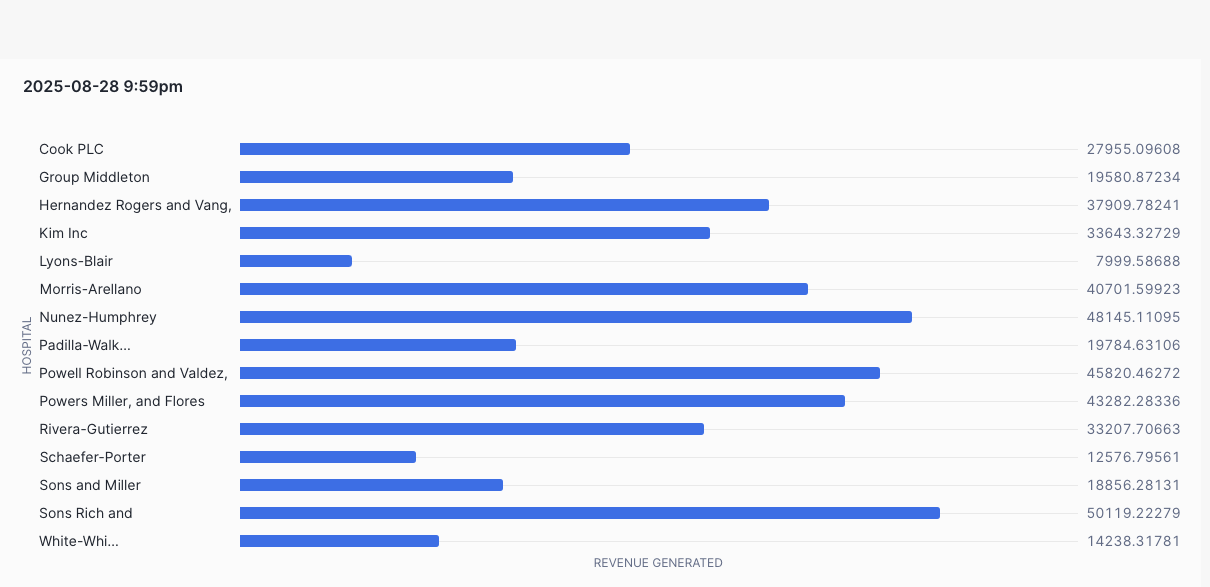 2025-08-28 9:59pm
Cook PLC 27955.09608
Group Middleton 19580.87234
Hernandez Rogers and Vang, 37909.78241
Kim Inc 33643.32729
Lyons-Blair 7999.58688
Morris-Arellano 40701.59923
Nunez-Humphrey 48145.11095
Padilla-Walk... 19784.63106
Powell Robinson and Valdez, 45820.46272
Powers Miller, and Flores 43282.28336
Rivera-Gutierrez 33207.70663
Schaefer-Porter 12576.79561
Sons and Miller 18856.28131
Sons Rich and 50119.22279
White-Whi... 14238.31781
HOSPITAL
REVENUE GENERATED